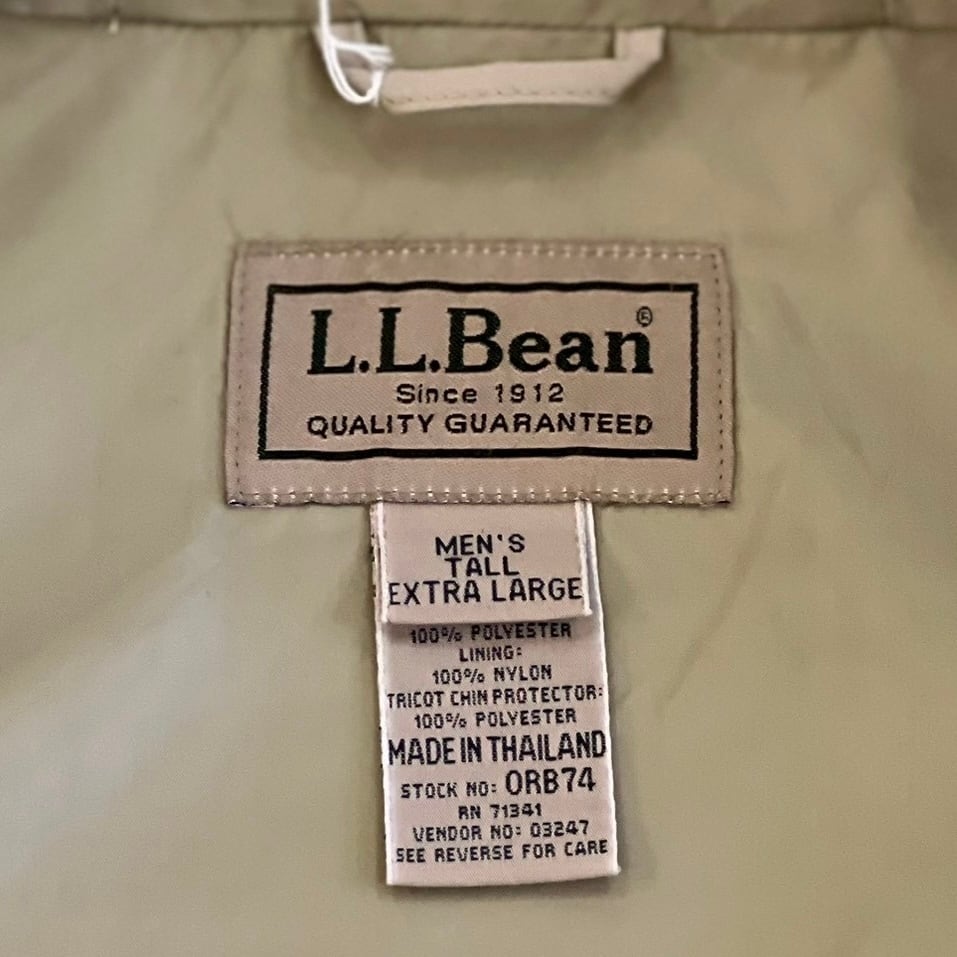 L.L.Bean®
Since 1912
QUALITY GUARANTEED
MEN'S
TALL
EXTRA LARGE
100% POLYESTER
LINING:
100% NYLON
TRICOT CHIN PROTECTOR:
100% POLYESTER
MADE IN THAILAND
STOCK NO: 0RB74
RN 71341
VENDOR NO: 03247
SEE REVERSE FOR CARE